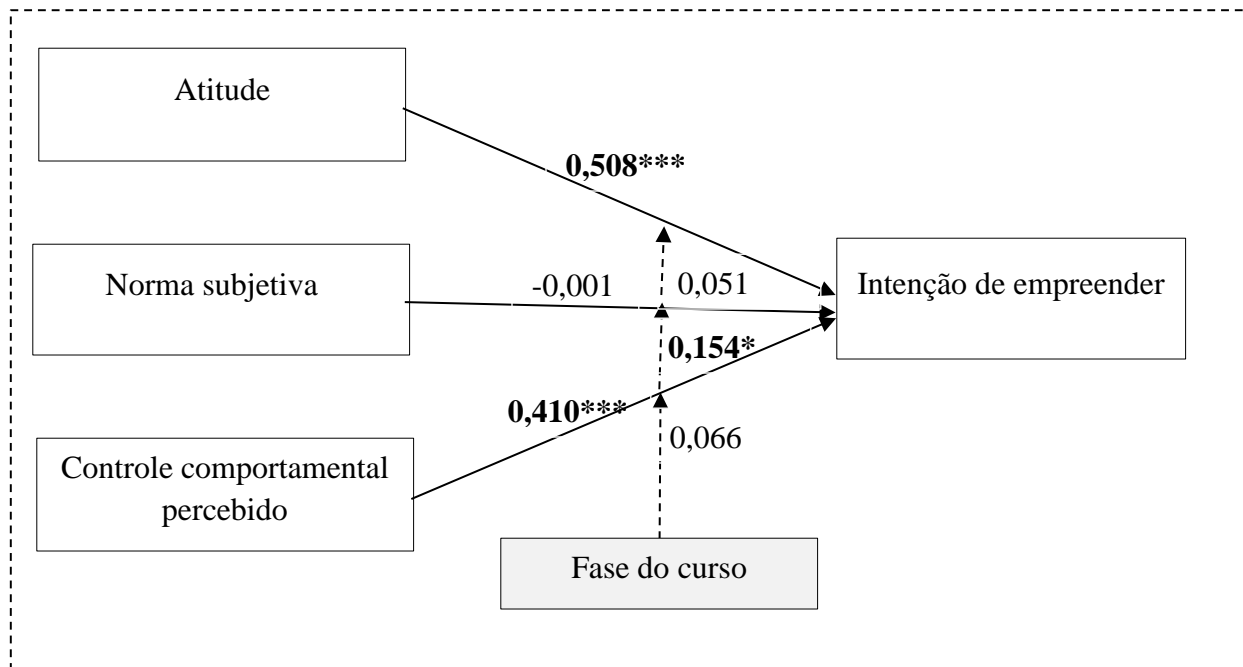 Atitude
0,508***
Norma subjetiva
-0,001
0,051
Intenção de empreender
0,154*
0,410***
Controle comportamental
percebido
0,066
Fase do curso